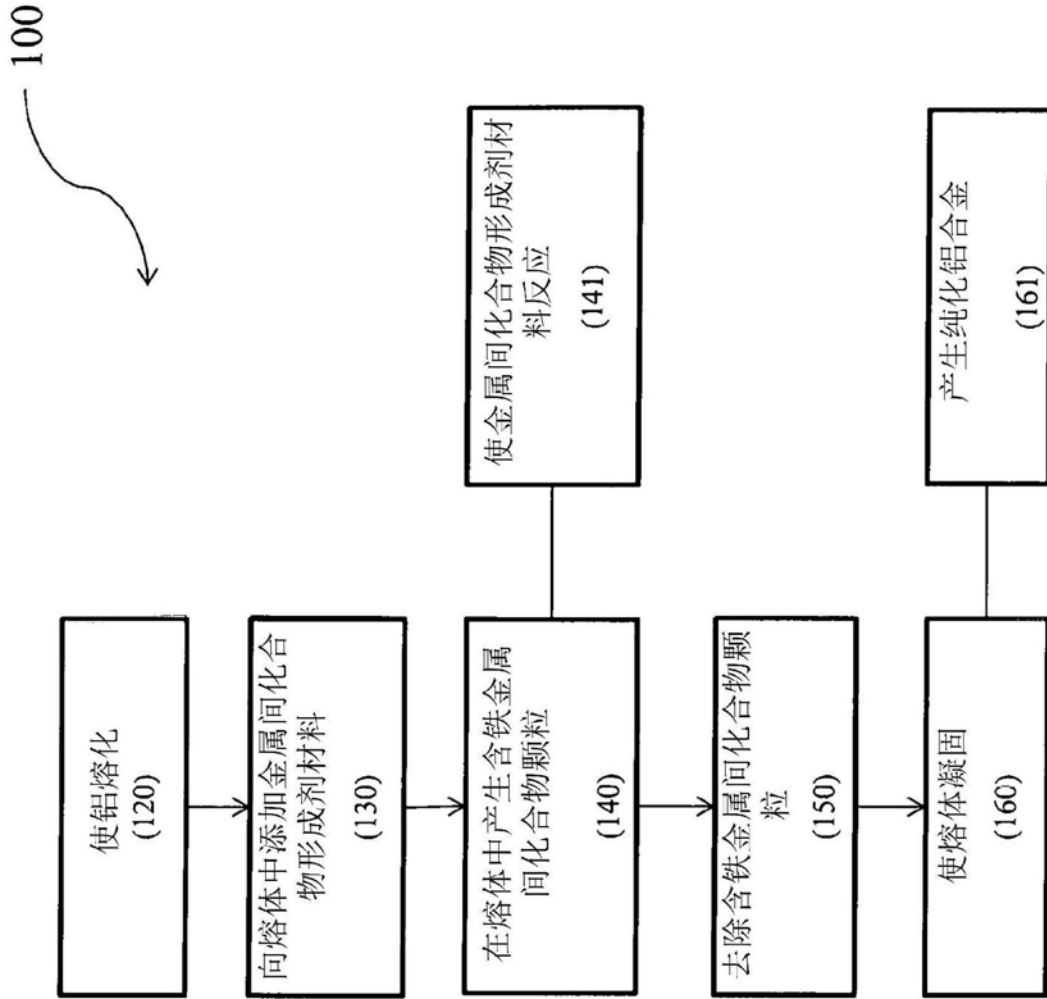 100
使铝熔化
(120)
向熔体中添加金属间化合
物形成剂材料
(130)
在熔体中产生含铁金属
间化合物颗粒
(140)
使金属间化合物形成剂材
料反应
(141)
去除含铁金属间化合物颗
粒
(150)
使熔体凝固
(160)
产生纯化铝合金
(161)